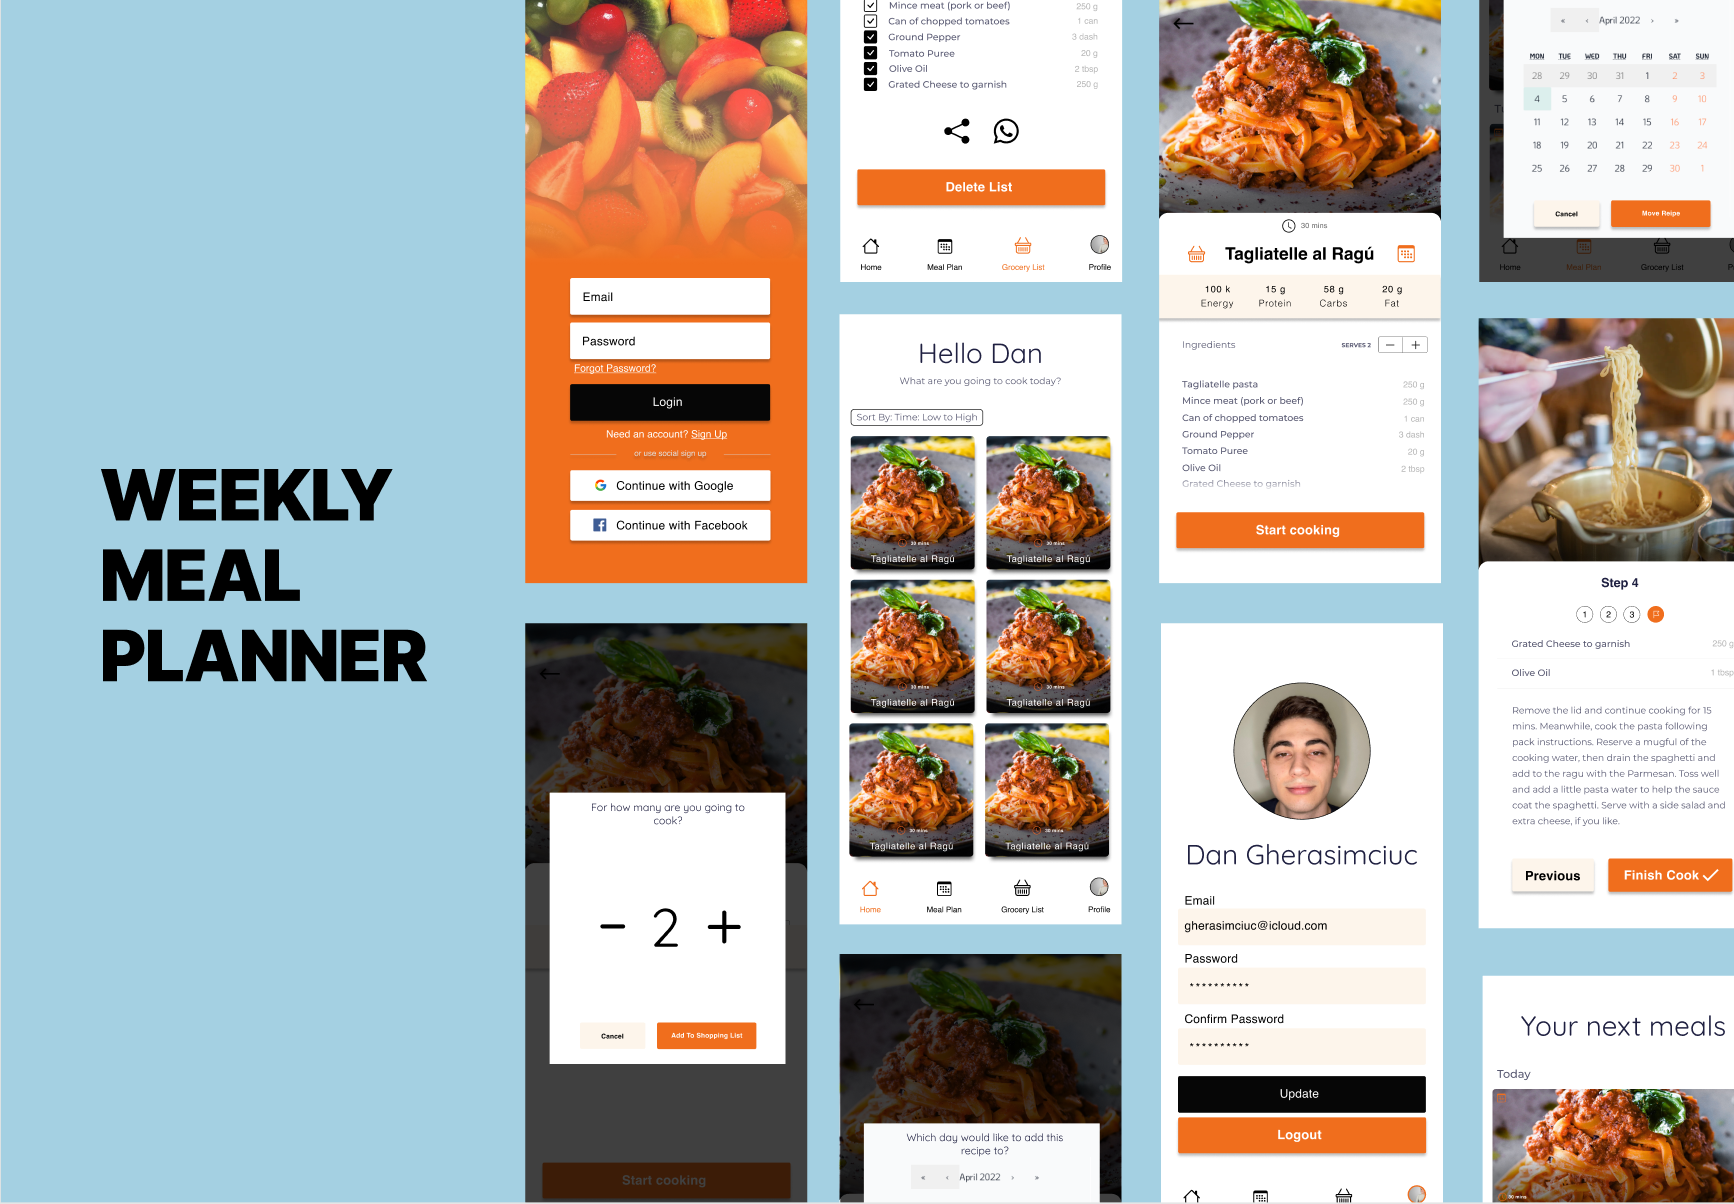 WEEKLY
MEAL
PLANNER
Email
Password
Forgot Password?
Login
Need an account? Sign Up
or use social sign up
Continue with Google
Continue with Facebook
For how many are you going to
cook?
- 2 +
Cancel
Add To Shopping List
Start cooking
Mince meat (pork or beef) 250 g
Can of chopped tomatoes 1 can
Ground Pepper 3 dash
Tomato Puree 20 g
Olive Oil 2 tbsp
Grated Cheese to garnish 250 g
Delete List
Home Meal Plan Grocery List Profile
Hello Dan
What are you going to cook today?
Sort By: Time: Low to High
30 mins 30 mins
Tagliatelle al Ragú Tagliatelle al Ragú
30 mins 30 mins
Tagliatelle al Ragú Tagliatelle al Ragú
30 mins 30 mins
Tagliatelle al Ragú Tagliatelle al Ragú
Home Meal Plan Grocery List Profile
Which day would like to add this
recipe to?
« ‹ April 2022 › »
30 mins
Tagliatelle al Ragú
100 k 15 g 58 g 20 g
Energy Protein Carbs Fat
Ingredients SERVES 2 − +
Tagliatelle pasta 250 g
Mince meat (pork or beef) 250 g
Can of chopped tomatoes 1 can
Ground Pepper 3 dash
Tomato Puree 20 g
Olive Oil 2 tbsp
Grated Cheese to garnish
Start cooking
Dan Gherasimciuc
Email
gherasimciuc@icloud.com
Password
**********
Confirm Password
**********
Update
Logout
« ‹ April 2022 › »
MON TUE WED THU FRI SAT SUN
28 29 30 31 1 2 3
4 5 6 7 8 9 10
11 12 13 14 15 16 17
18 19 20 21 22 23 24
25 26 27 28 29 30 1
Cancel
Move Reipe
Home Meal Plan Grocery List P
Step 4
1 2 3
Grated Cheese to garnish 250 g
Olive Oil 1 tbsp
Remove the lid and continue cooking for 15
mins. Meanwhile, cook the pasta following
pack instructions. Reserve a mugful of the
cooking water, then drain the spaghetti and
add to the ragu with the Parmesan. Toss well
and add a little pasta water to help the sauce
coat the spaghetti. Serve with a side salad and
extra cheese, if you like.
Previous
Finish Cook
Your next meals
Today
30 mins